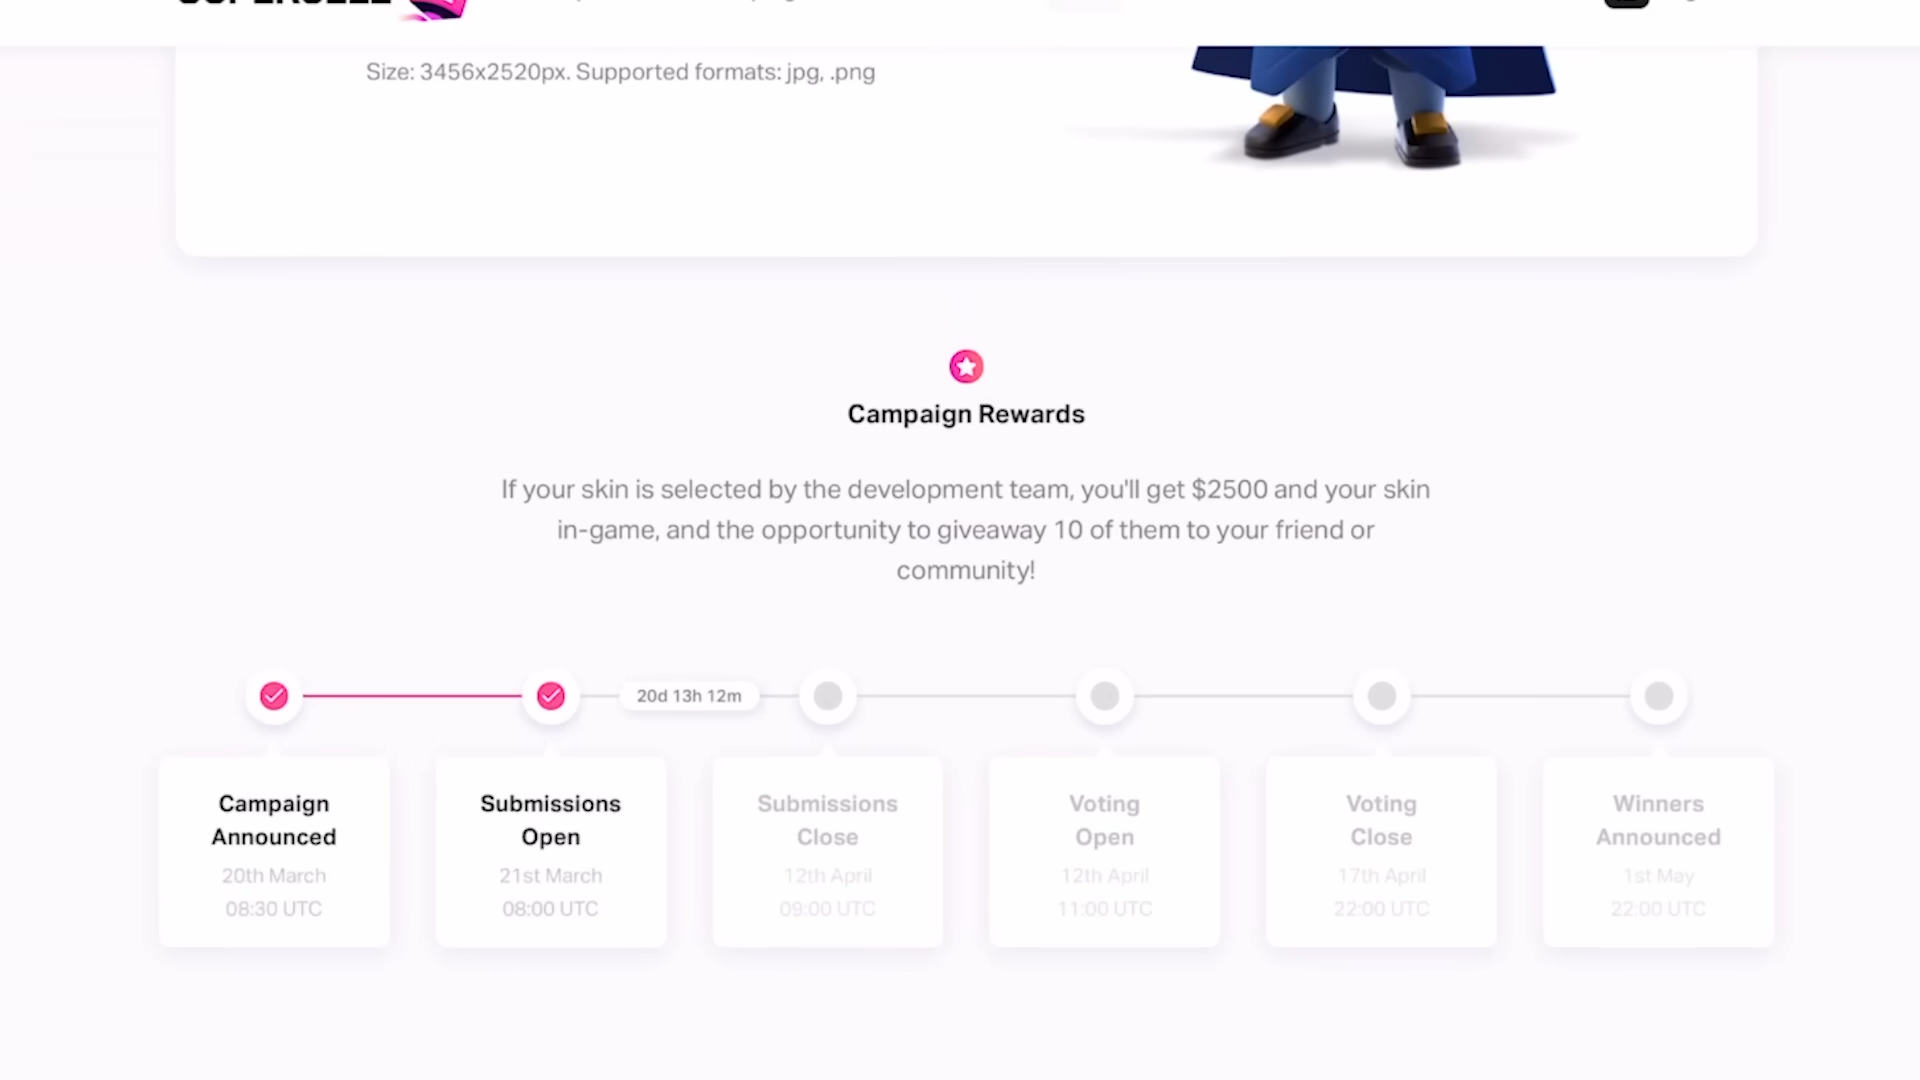 Size: 3456x2520px. Supported formats: jpg, .png
Campaign Rewards
If your skin is selected by the development team, you'll get $2500 and your skin
in-game, and the opportunity to giveaway 10 of them to your friend or
community!
20d 13h 12m
Campaign
Announced
20th March
08:30 UTC
Submissions
Open
21st March
08:00 UTC
Submissions
Close
12th April
09:00 UTC
Voting
Open
12th April
11:00 UTC
Voting
Close
17th April
22:00 UTC
Winners
Announced
1st May
22:00 UTC